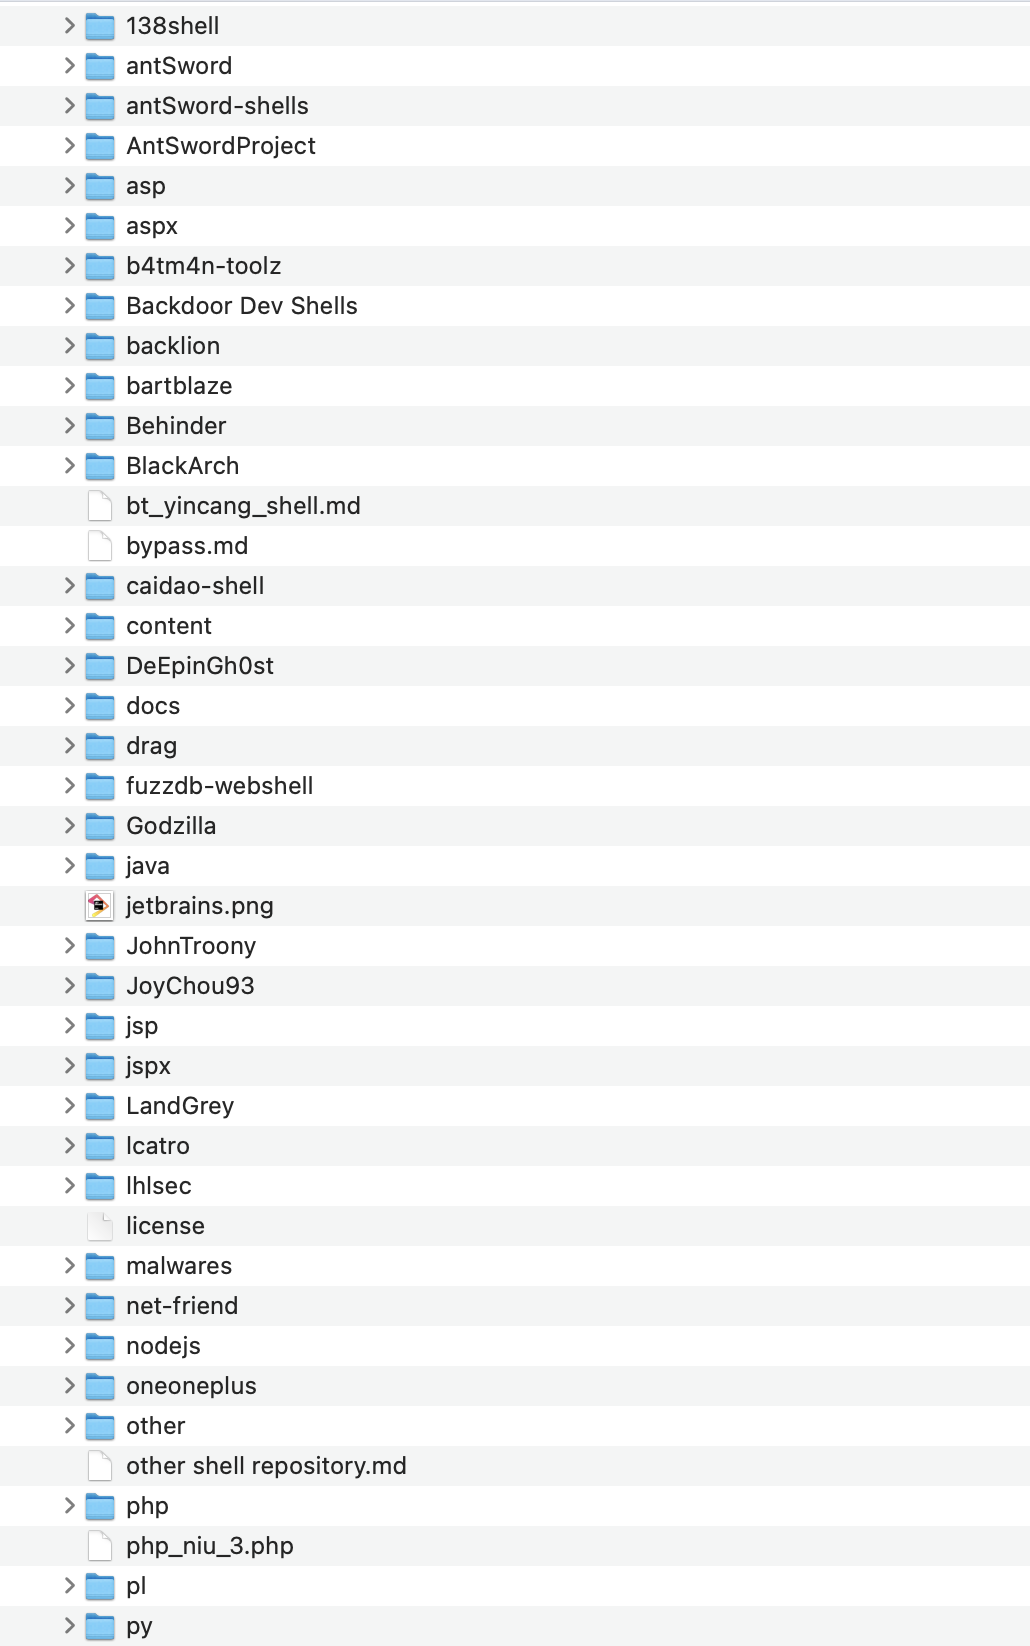 138shell
antSword
antSword-shells
AntSwordProject
asp
aspx
b4tm4n-toolz
Backdoor Dev Shells
backlion
bartblaze
Behinder
BlackArch
bt_yincang_shell.md
bypass.md
caidao-shell
content
DeEpinGh0st
docs
drag
fuzzdb-webshell
Godzilla
java
jetbrains.png
JohnTroony
JoyChou93
jsp
jspx
LandGrey
lcatro
lhlsec
license
malwares
net-friend
nodejs
oneoneplus
other
other shell repository.md
php
php_niu_3.php
pl
py